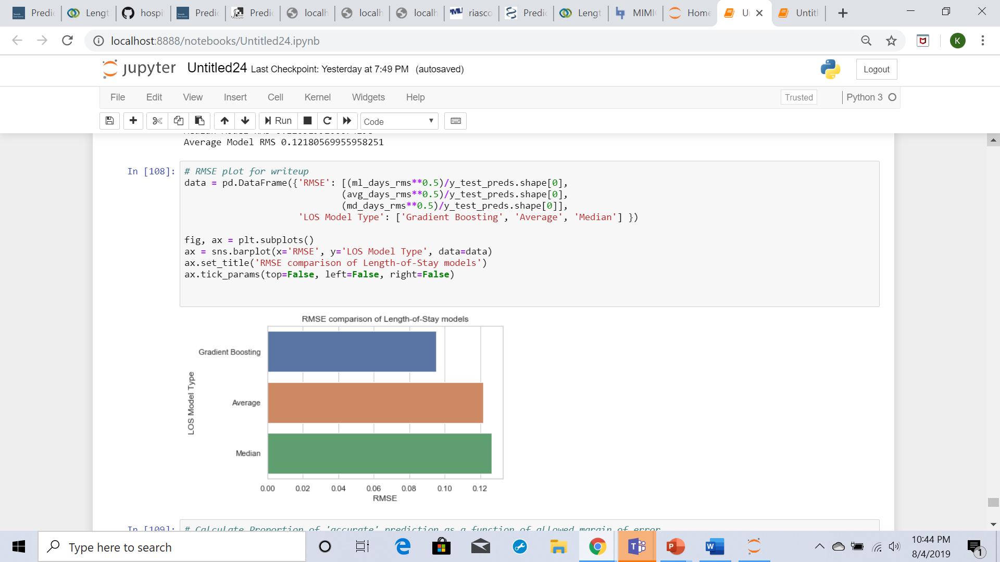 Predic
Lengt
hospi
Predic
Predic
localh
localh
localh
riasco
Predic
Lengt
MIMI
Home
U
Untitl
localhost:8888/notebooks/Untitled24.ipynb
K
jupyter Untitled24 Last Checkpoint: Yesterday at 7:49 PM (autosaved)
Logout
File Edit View Insert Cell Kernel Widgets Help
Trusted
Python 3
Run
Code
Average Model RMS 0.12180569955958251
In [108]:
# RMSE plot for writeup
data = pd.DataFrame({'RMSE': [(ml_days_rms**0.5)/y_test_preds.shape[0],
(avg_days_rms**0.5)/y_test_preds.shape[0],
(md_days_rms**0.5)/y_test_preds.shape[0]],
'LOS Model Type': ['Gradient Boosting', 'Average', 'Median'] })
fig, ax = plt.subplots()
ax = sns.barplot(x='RMSE', y='LOS Model Type', data=data)
ax.set_title('RMSE comparison of Length-of-Stay models')
ax.tick_params(top=False, left=False, right=False)
RMSE comparison of Length-of-Stay models
LOS Model Type
Gradient Boosting
Average
Median
0.00 0.02 0.04 0.06 0.08 0.10 0.12
RMSE
In [109]:
# Calculate Proportion of 'accurate' prediction as a function of allowed margin of error
Type here to search
10:44 PM
8/4/2019
1